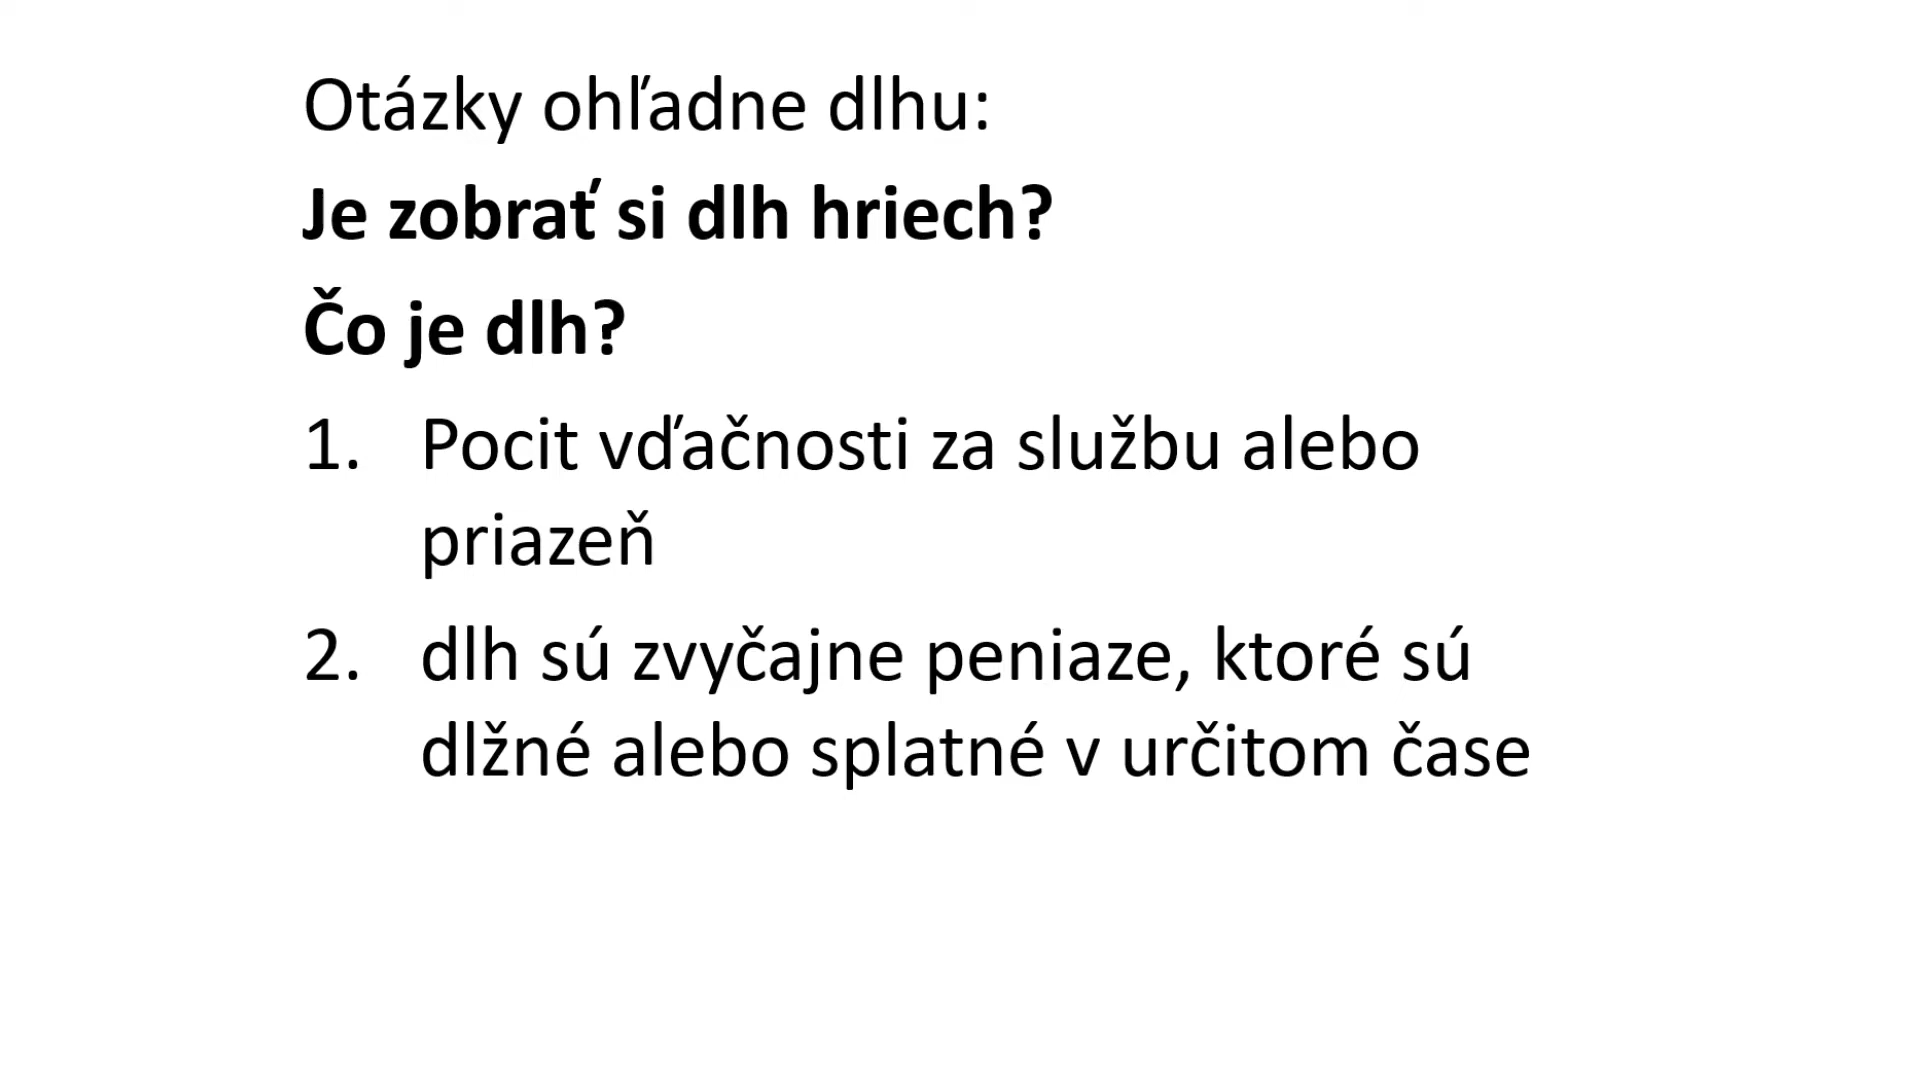 Otázky ohľadne dlhu:
Je zobrať si dlh hriech?
Čo je dlh?
1. Pocit vďačnosti za službu alebo
priazeň
2. dlh sú zvyčajne peniaze, ktoré sú
dlžné alebo splatné v určitom čase